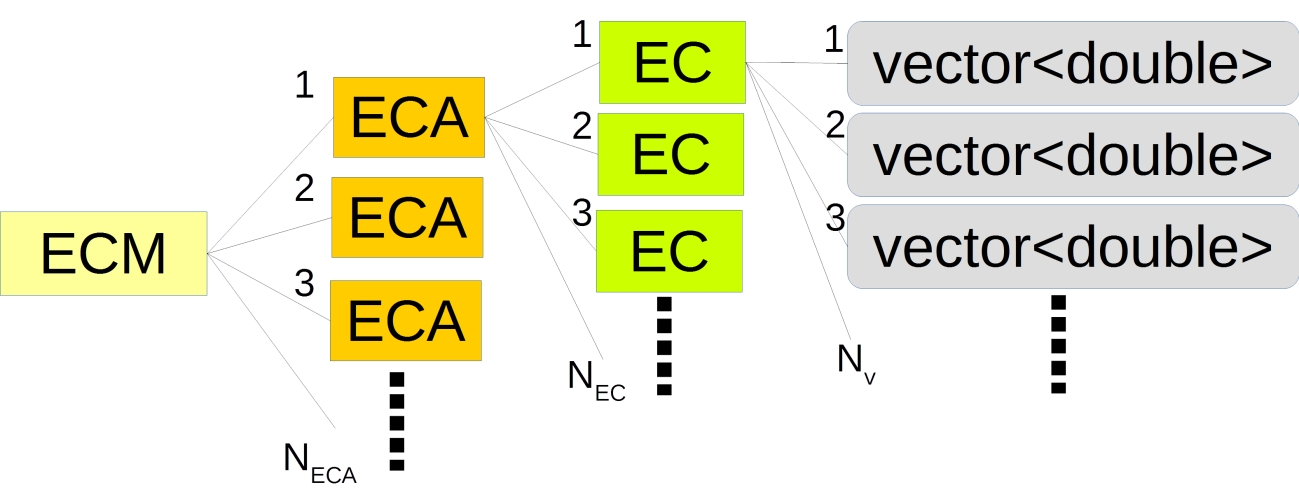 ECM
1
ECA
2
ECA
3
ECA
N_ECA
1
EC
2
EC
3
EC
N_EC
1
vector<double>
2
vector<double>
3
vector<double>
N_v